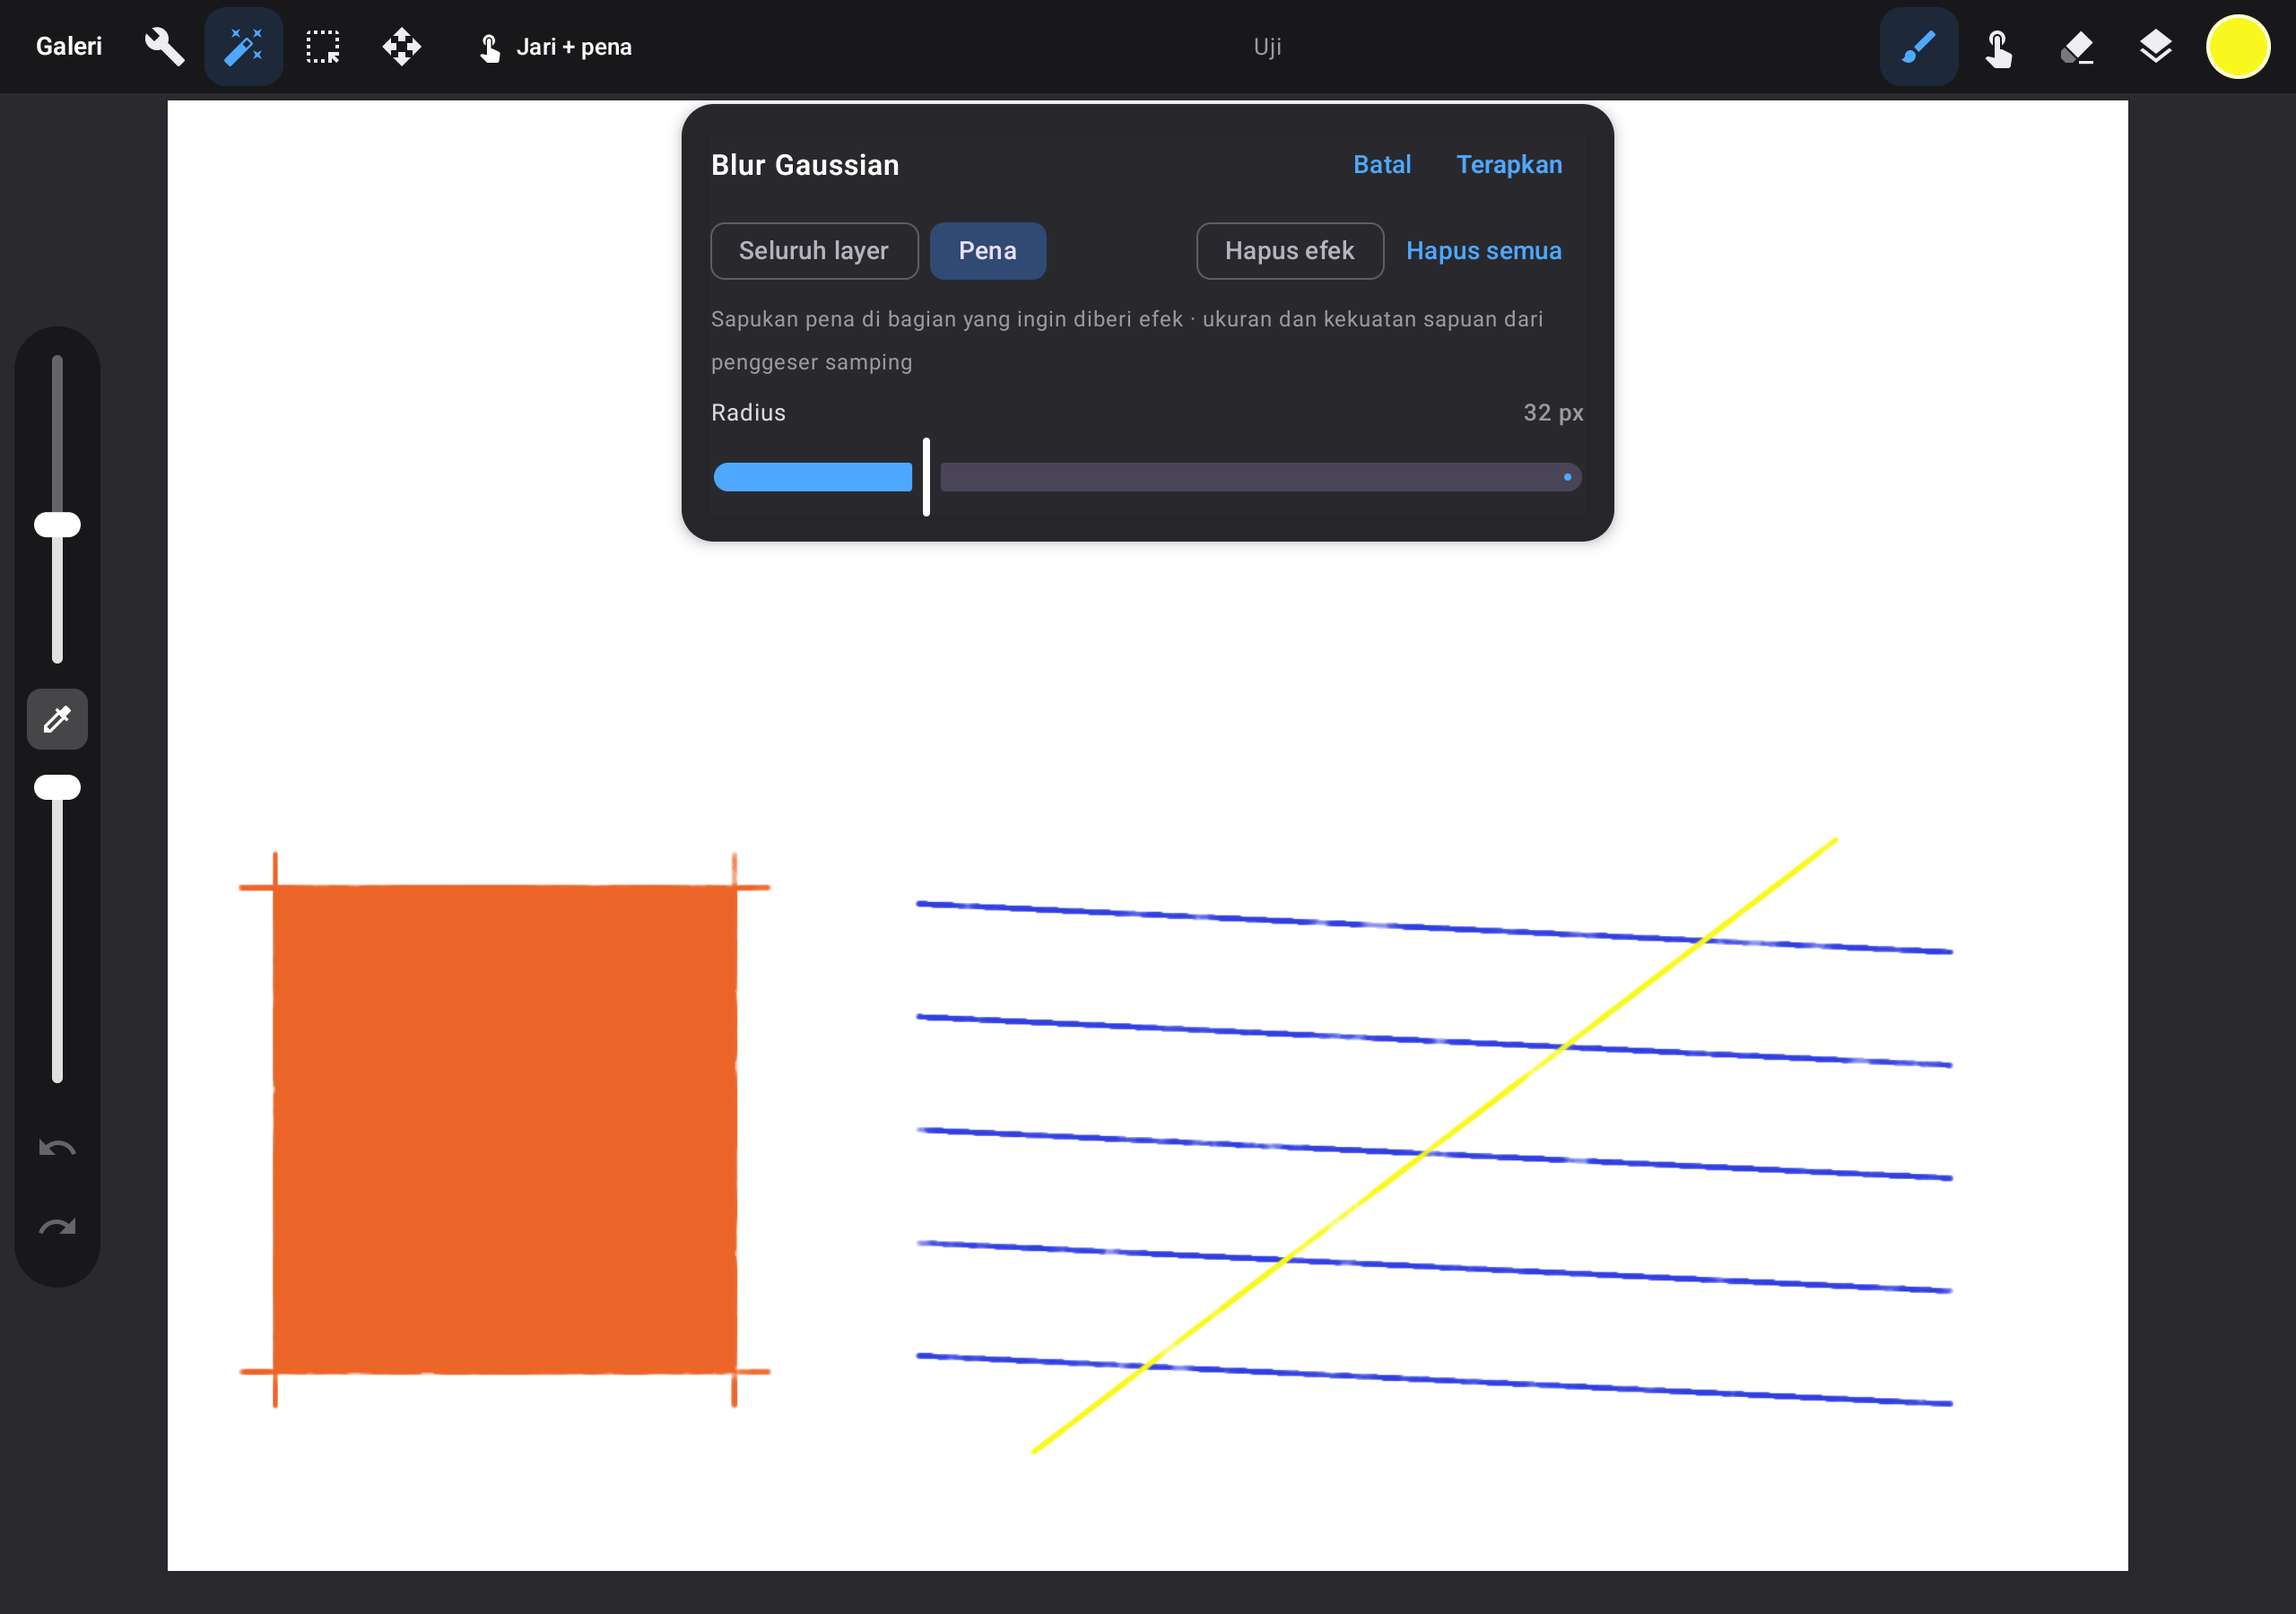 Galeri
Jari + pena
Uji
Blur Gaussian
Batal
Terapkan
Seluruh layer
Pena
Hapus efek
Hapus semua
Sapukan pena di bagian yang ingin diberi efek · ukuran dan kekuatan sapuan dari
penggeser samping
Radius
32 px